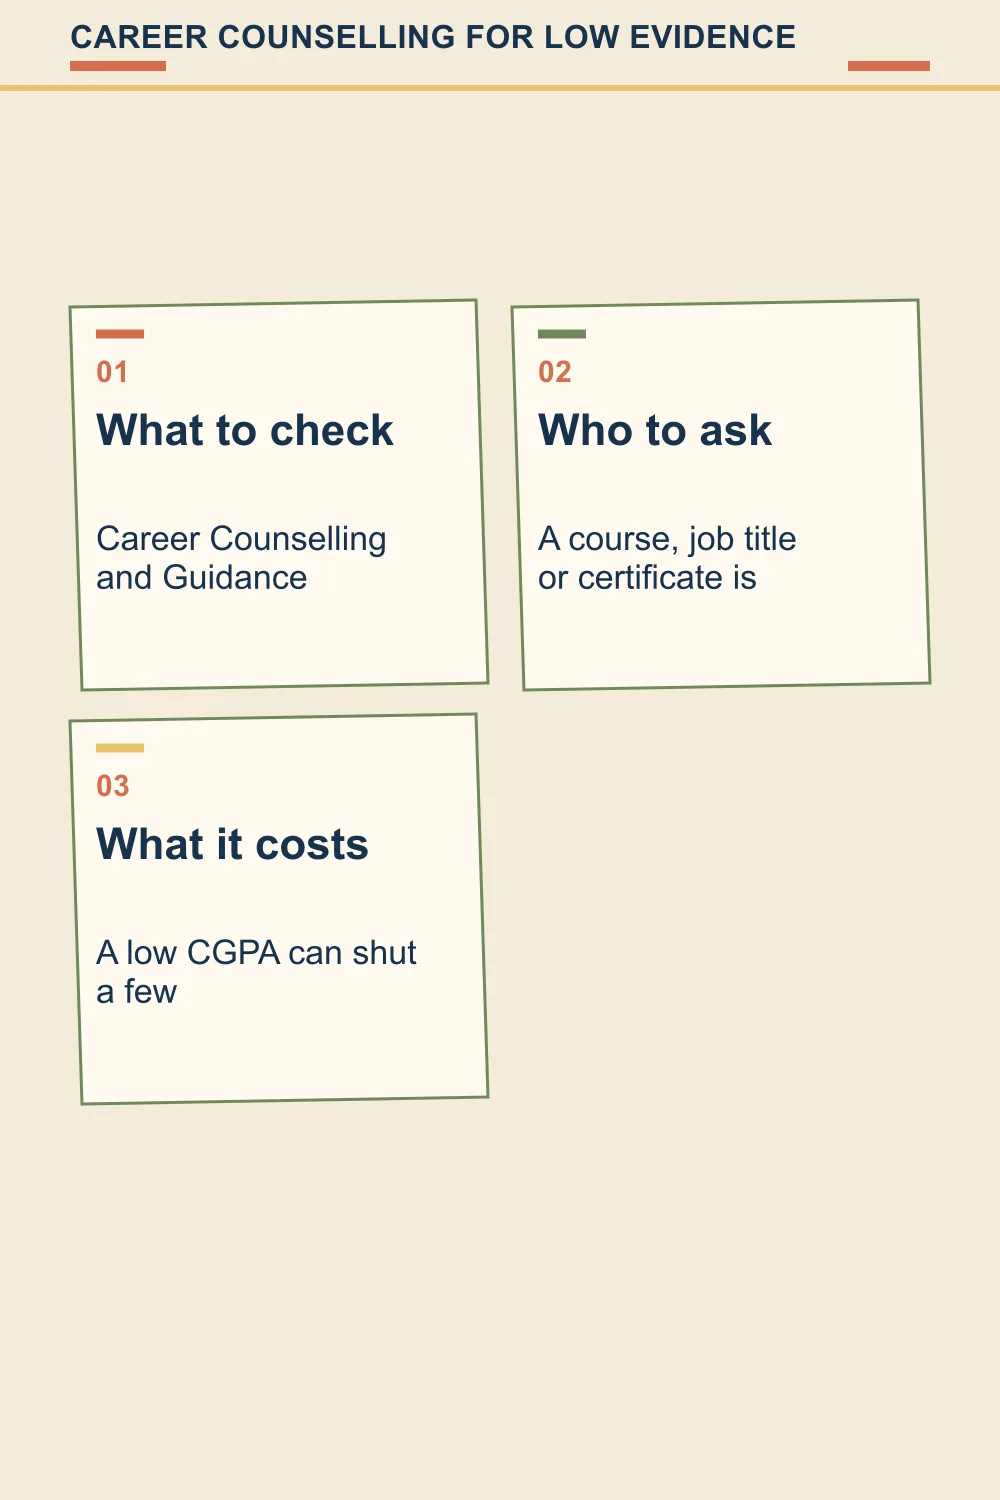 CAREER COUNSELLING FOR LOW EVIDENCE
01
What to check
Career Counselling
and Guidance
02
Who to ask
A course, job title
or certificate is
03
What it costs
A low CGPA can shut
a few